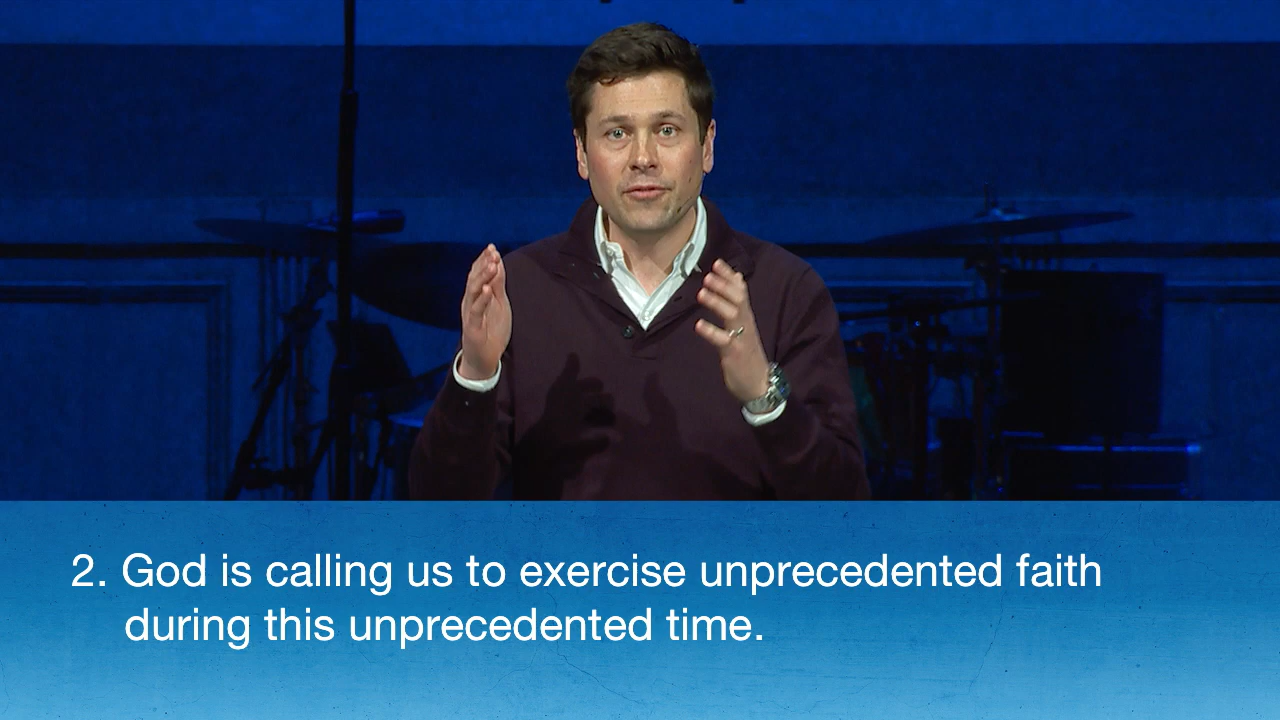 2. God is calling us to exercise unprecedented faith
during this unprecedented time.